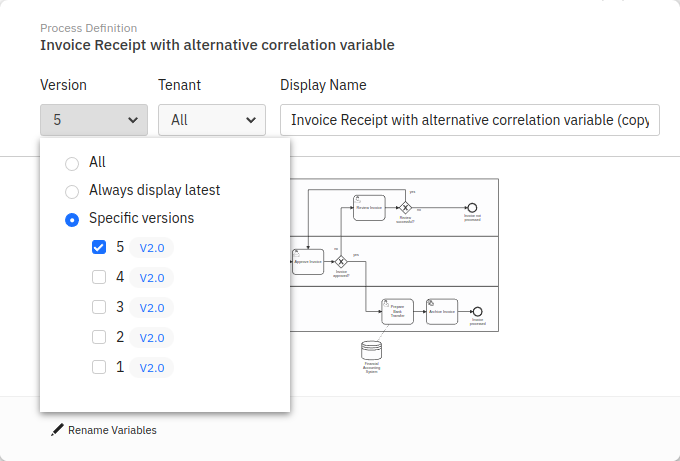 Process Definition
Invoice Receipt with alternative correlation variable
Version
Tenant
Display Name
5
All
Invoice Receipt with alternative correlation variable (copy
All
Always display latest
Specific versions
5 V2.0
4 V2.0
3 V2.0
2 V2.0
1 V2.0
yes
Review Invoice
no
Review
successful?
Invoice not
processed
no
yes
Approve Invoice
Invoice
approved?
Prepare
Bank
Transfer
Archive Invoice
Invoice
processed
Financial
Accounting
System
Rename Variables